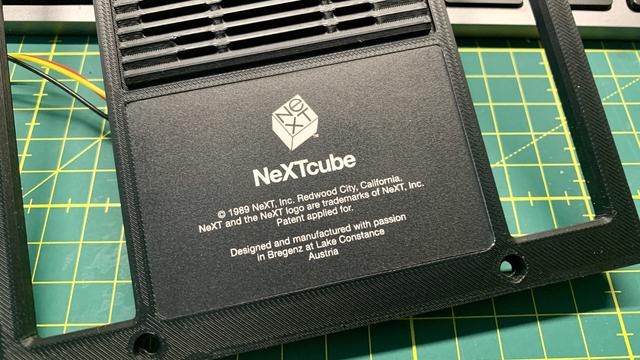 NeXT
NeXTcube
© 1989 NeXT, Inc. Redwood City, California.
NeXT and the NeXT logo are trademarks of NeXT, Inc.
Patent applied for.
Designed and manufactured with passion
in Bregenz at Lake Constance
Austria